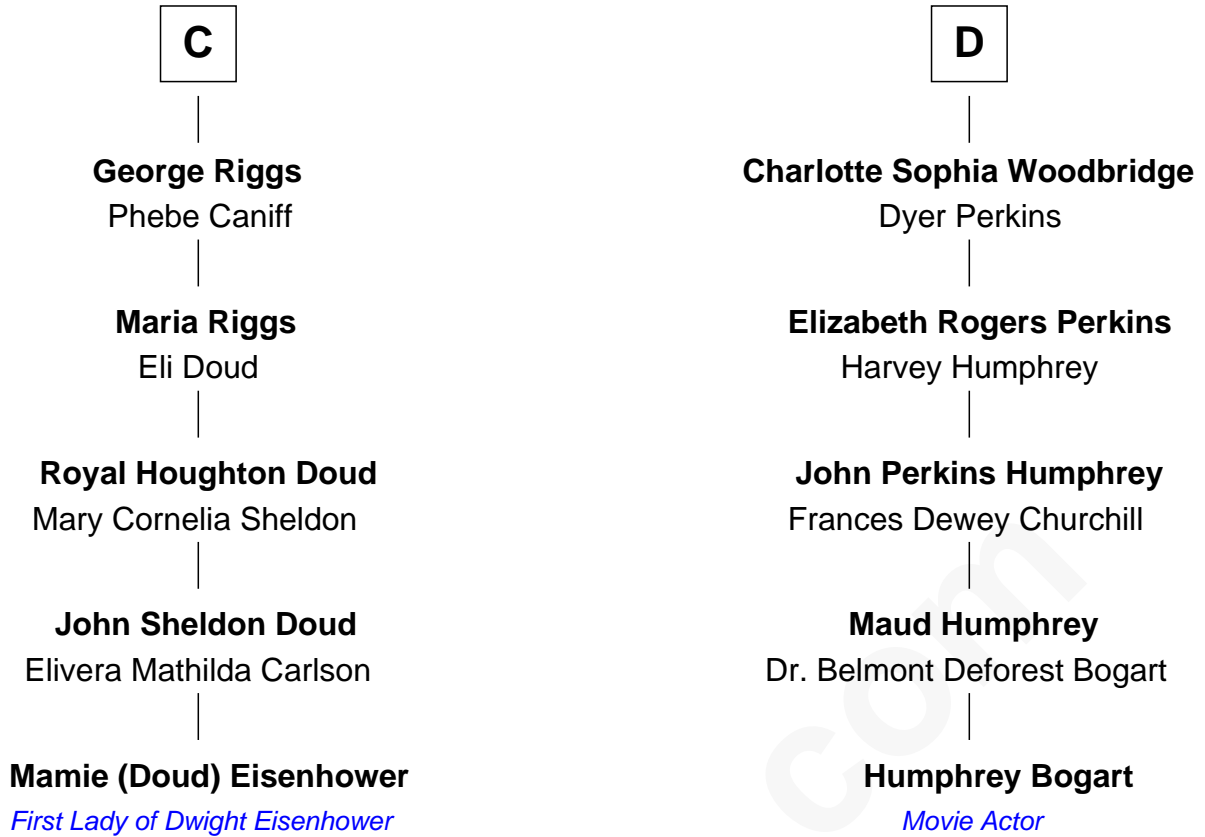 C
George Riggs
Phebe Caniff
Maria Riggs
Eli Doud
Royal Houghton Doud
Mary Cornelia Sheldon
John Sheldon Doud
Elivera Mathilda Carlson
Mamie (Doud) Eisenhower
First Lady of Dwight Eisenhower
D
Charlotte Sophia Woodbridge
Dyer Perkins
Elizabeth Rogers Perkins
Harvey Humphrey
John Perkins Humphrey
Frances Dewey Churchill
Maud Humphrey
Dr. Belmont Deforest Bogart
Humphrey Bogart
Movie Actor
com